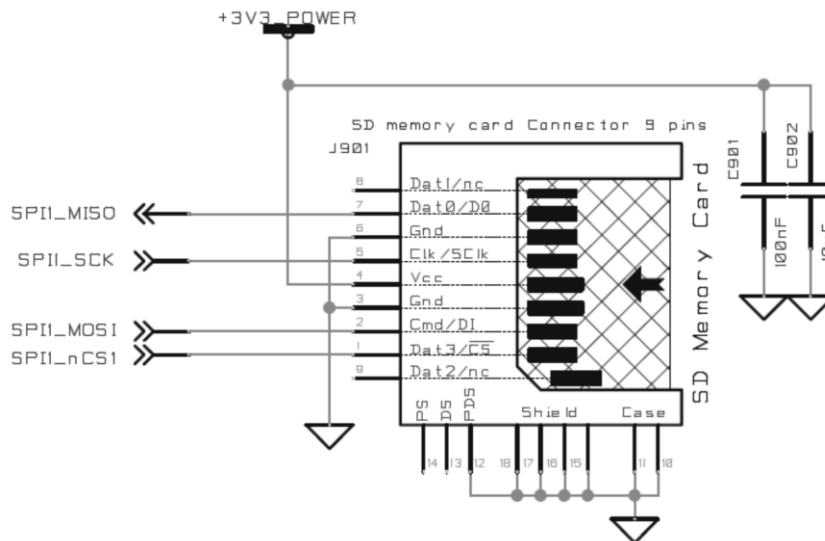 +3V3_POWER
SD memory card Connector 9 pins
J901
C901
C902
8 Dat1/nc
SPI1_MISO 7 Dat0/D0
6 Gnd
SPI1_SCK 5 Clk/SClk
4 Vcc
3 Gnd
SPI1_MOSI 2 Cmd/DI
SPI1_nCS1 1 Dat3/CS
9 Dat2/nc
SD Memory Card
100nF
PS DS PDS Shield Case
14 13 12 18 17 16 15 11 10